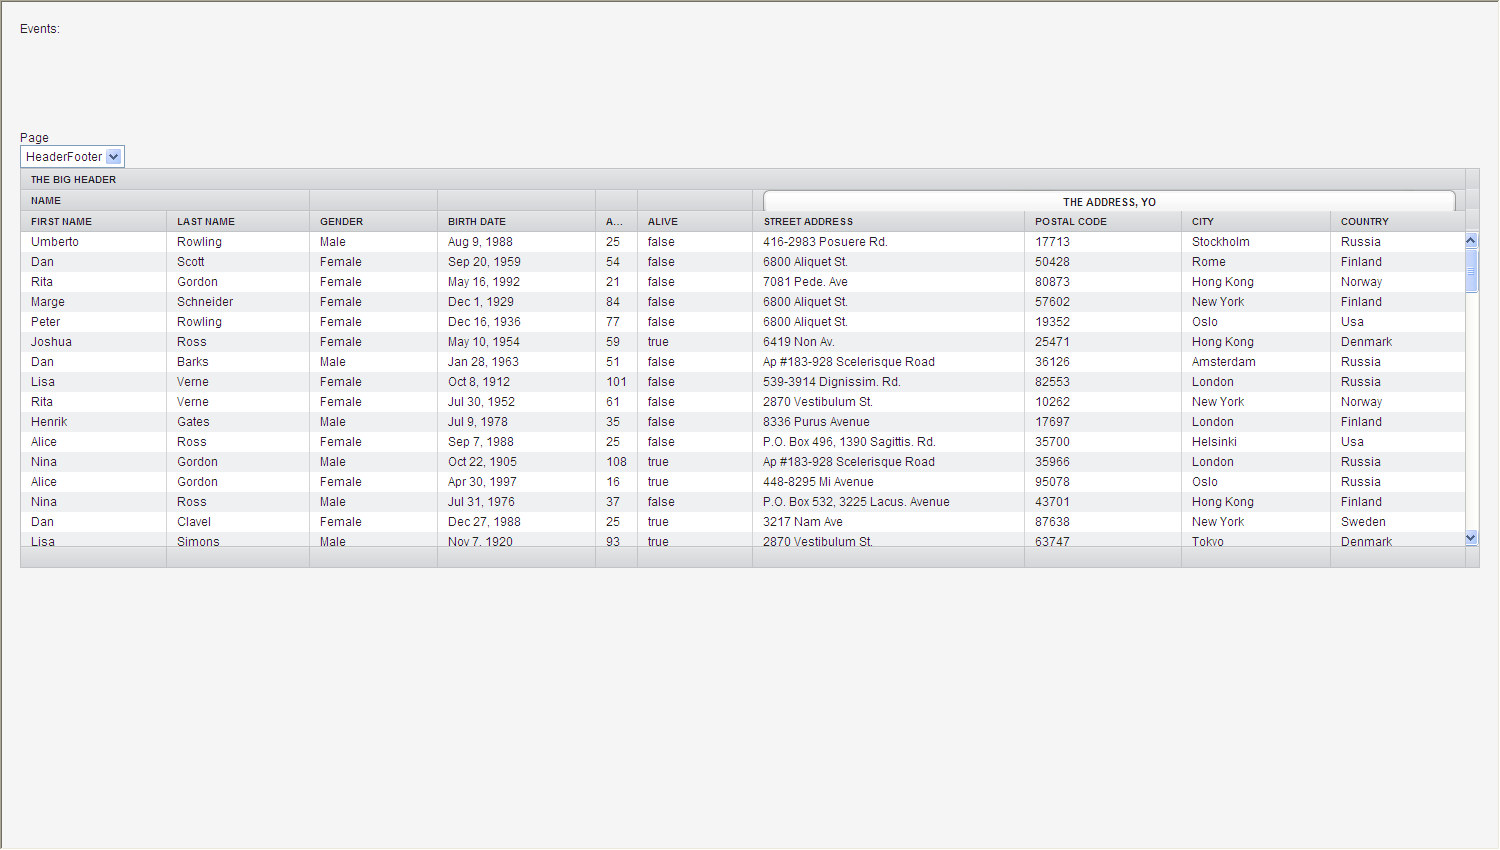 Events:
Page
HeaderFooter
THE BIG HEADER
NAME THE ADDRESS, YO
FIRST NAME LAST NAME GENDER BIRTH DATE A... ALIVE STREET ADDRESS POSTAL CODE CITY COUNTRY
Umberto Rowling Male Aug 9, 1988 25 false 416-2983 Posuere Rd. 17713 Stockholm Russia
Dan Scott Female Sep 20, 1959 54 false 6800 Aliquet St. 50428 Rome Finland
Rita Gordon Female May 16, 1992 21 false 7081 Pede. Ave 80873 Hong Kong Norway
Marge Schneider Female Dec 1, 1929 84 false 6800 Aliquet St. 57602 New York Finland
Peter Rowling Female Dec 16, 1936 77 false 6800 Aliquet St. 19352 Oslo Usa
Joshua Ross Female May 10, 1954 59 true 6419 Non Av. 25471 Hong Kong Denmark
Dan Barks Male Jan 28, 1963 51 false Ap #183-928 Scelerisque Road 36126 Amsterdam Russia
Lisa Verne Female Oct 8, 1912 101 false 539-3914 Dignissim. Rd. 82553 London Russia
Rita Verne Female Jul 30, 1952 61 false 2870 Vestibulum St. 10262 New York Norway
Henrik Gates Male Jul 9, 1978 35 false 8336 Purus Avenue 17697 London Finland
Alice Ross Female Sep 7, 1988 25 false P.O. Box 496, 1390 Sagittis. Rd. 35700 Helsinki Usa
Nina Gordon Male Oct 22, 1905 108 true Ap #183-928 Scelerisque Road 35966 London Russia
Alice Gordon Female Apr 30, 1997 16 true 448-8295 Mi Avenue 95078 Oslo Russia
Nina Ross Male Jul 31, 1976 37 false P.O. Box 532, 3225 Lacus. Avenue 43701 Hong Kong Finland
Dan Clavel Female Dec 27, 1988 25 true 3217 Nam Ave 87638 New York Sweden
Lisa Simons Male Nov 7, 1920 93 true 2870 Vestibulum St. 63747 Tokyo Denmark